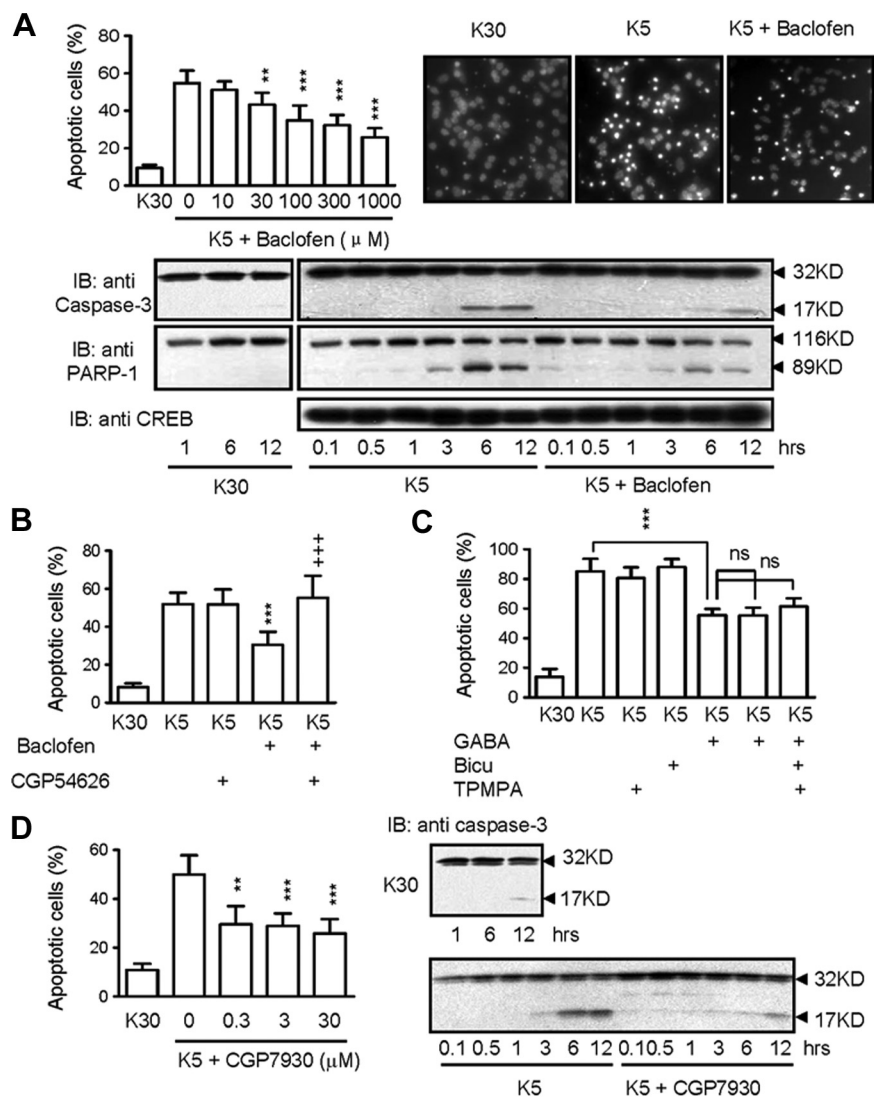 A
Apoptotic cells (%)
80
60
40
20
0
** *** *** ***
K30 0 10 30 100 300 1000
K5 + Baclofen ( μ M)
K30 K5 K5 + Baclofen
IB: anti Caspase-3
32KD
17KD
IB: anti PARP-1
116KD
89KD
IB: anti CREB
1 6 12 0.1 0.5 1 3 6 12 0.1 0.5 1 3 6 12 hrs
K30 K5 K5 + Baclofen
B
Apoptotic cells (%)
80
60
40
20
0
*** +++
K30 K5 K5 K5 K5
Baclofen + +
CGP54626 + +
C
Apoptotic cells (%)
100
80
60
40
20
0
*** ns ns
K30 K5 K5 K5 K5 K5 K5
GABA + + +
Bicu + +
TPMPA + +
D
Apoptotic cells (%)
60
40
20
0
** *** ***
K30 0 0.3 3 30
K5 + CGP7930 (μM)
IB: anti caspase-3
K30
32KD
17KD
1 6 12 hrs
32KD
17KD
0.1 0.5 1 3 6 12 0.10.5 1 3 6 12 hrs
K5 K5 + CGP7930